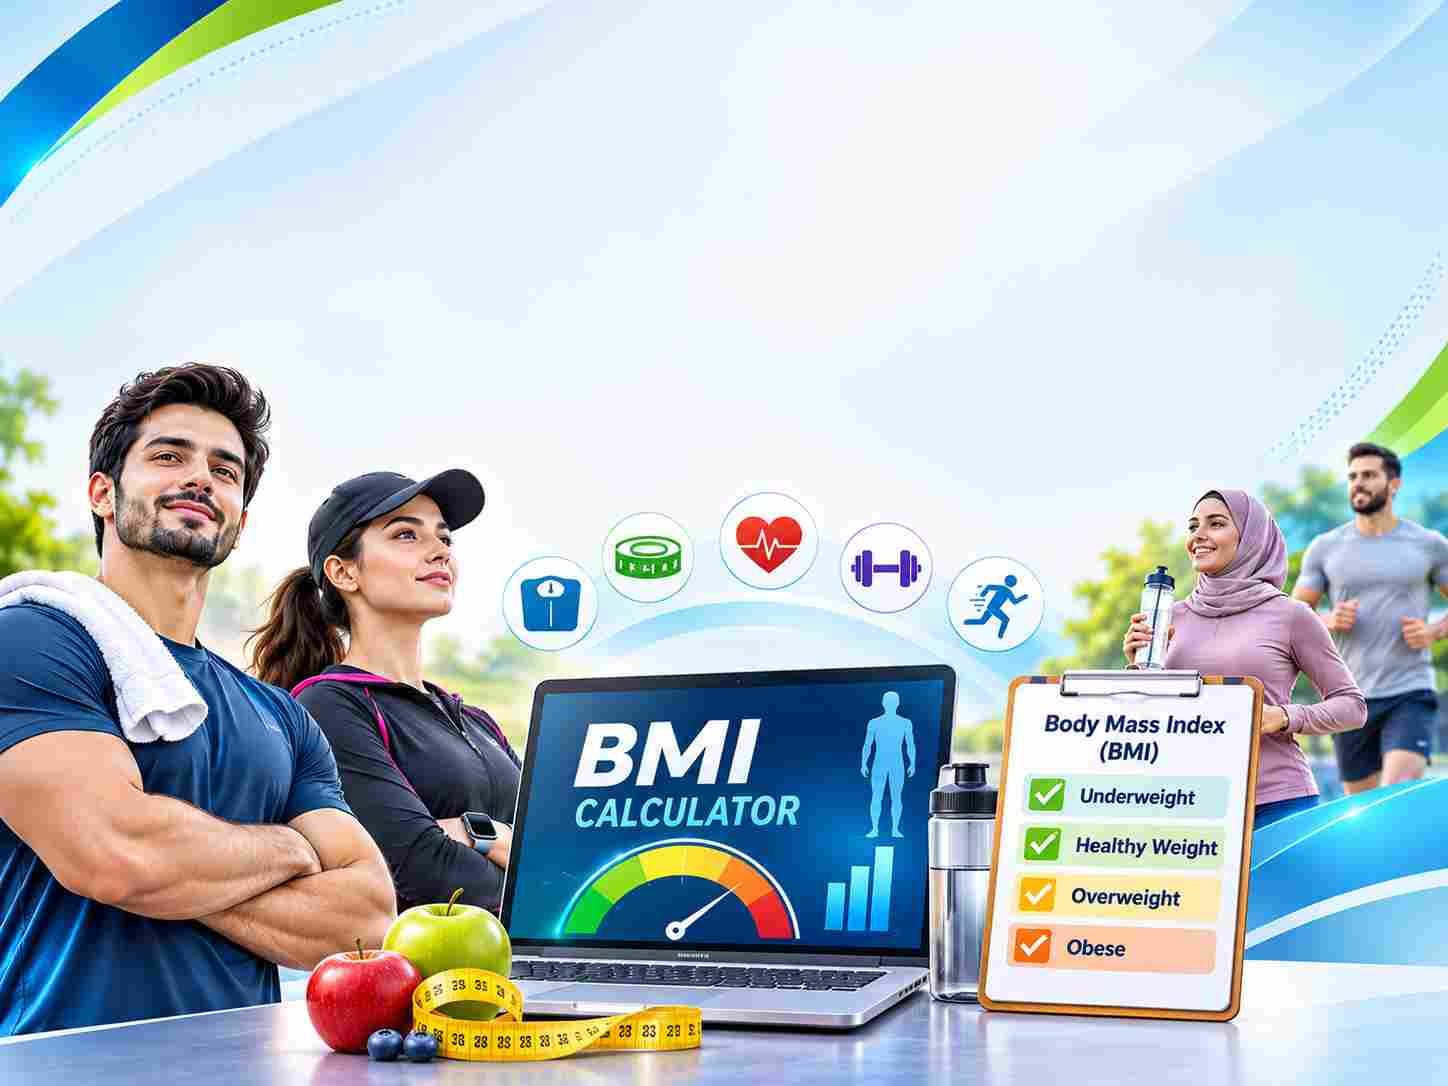 BMI
CALCULATOR
Body Mass Index
(BMI)
Underweight
Healthy Weight
Overweight
Obese